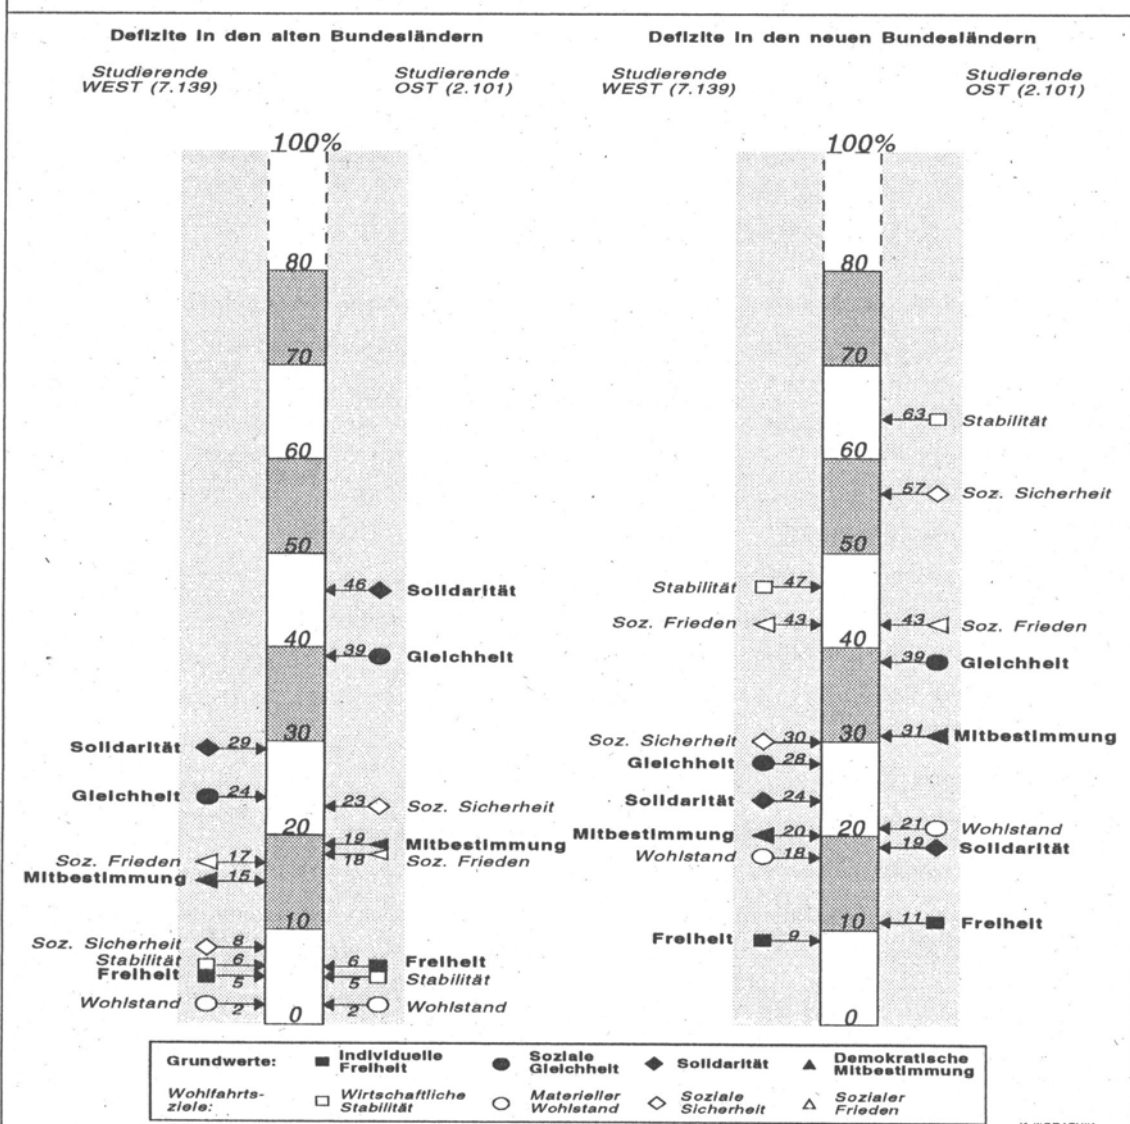 Defizite in den alten Bundesländern
Studierende
WEST (7.139)
Studierende
OST (2.101)
100%
80
70
60
50
46 Solidarität
40
39 Gleichheit
30
Solidarität 29
Gleichheit 24
23 Soz. Sicherheit
20
19 Mitbestimmung
18 Soz. Frieden
Soz. Frieden 17
Mitbestimmung 15
10
Soz. Sicherheit 8
Stabilität 6
Freiheit 5
6 Freiheit
5 Stabilität
Wohlstand 2
2 Wohlstand
0
Defizite in den neuen Bundesländern
Studierende
WEST (7.139)
Studierende
OST (2.101)
100%
80
70
63 Stabilität
60
57 Soz. Sicherheit
50
Stabilität 47
Soz. Frieden 43
43 Soz. Frieden
40
39 Gleichheit
31 Mitbestimmung
30
Soz. Sicherheit 30
Gleichheit 28
Solidarität 24
21 Wohlstand
20
Mitbestimmung 20
19 Solidarität
Wohlstand 18
11 Freiheit
10
Freiheit 9
0
Grundwerte:
Individuelle
Freiheit
Soziale
Gleichheit
Solidarität
Demokratische
Mitbestimmung
Wohlfahrts-
ziele:
Wirtschaftliche
Stabilität
Materieller
Wohlstand
Soziale
Sicherheit
Sozialer
Frieden